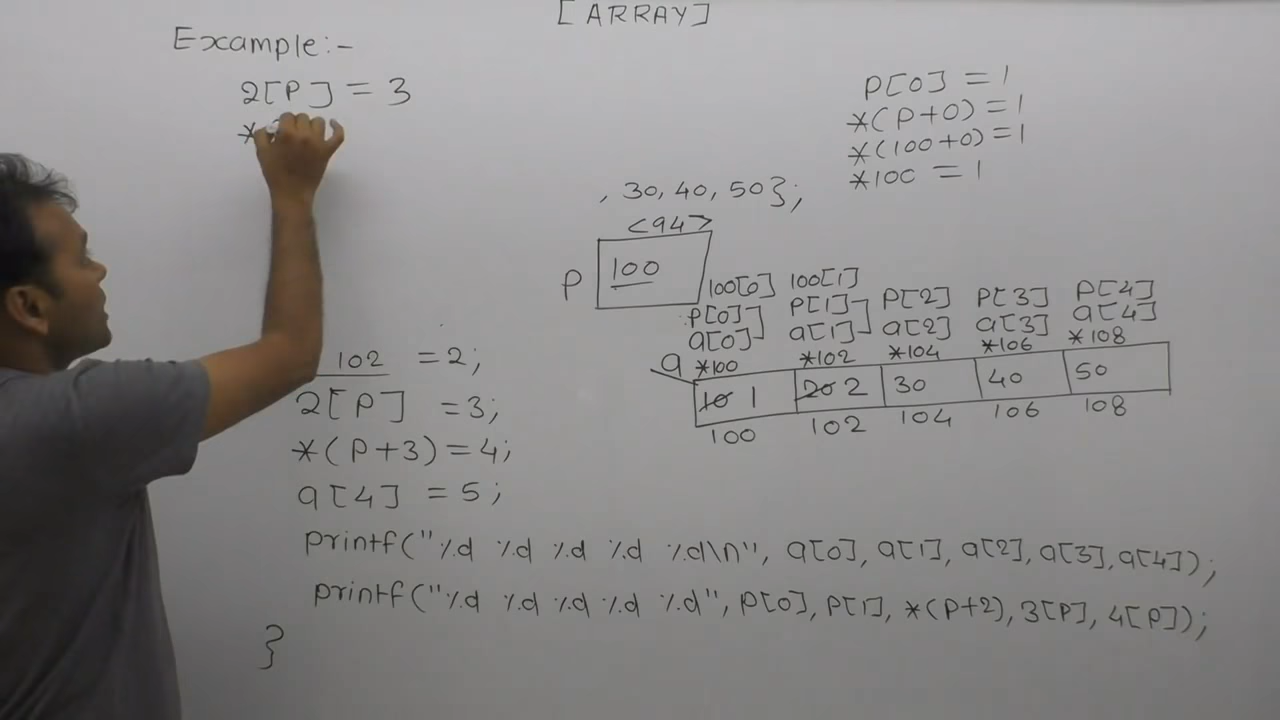 [ARRAY]
Example:-
2[P] = 3
*
P[0] = 1
*(P+0) = 1
*(100+0) = 1
*100 = 1
, 30, 40, 50};
<94>
P 100
100[0] 100[1]
P[0] P[1] P[2] P[3] P[4]
a[0] a[1] a[2] a[3] a[4]
a *100 *102 *104 *106 *108
10 1 20 2 30 40 50
100 102 104 106 108
102 = 2;
2[P] = 3;
*(P+3) = 4;
a[4] = 5;
printf("%d %d %d %d %d\n", a[0], a[1], a[2], a[3], a[4]);
printf("%d %d %d %d %d", P[0], P[1], *(P+2), 3[P], 4[P]);
}